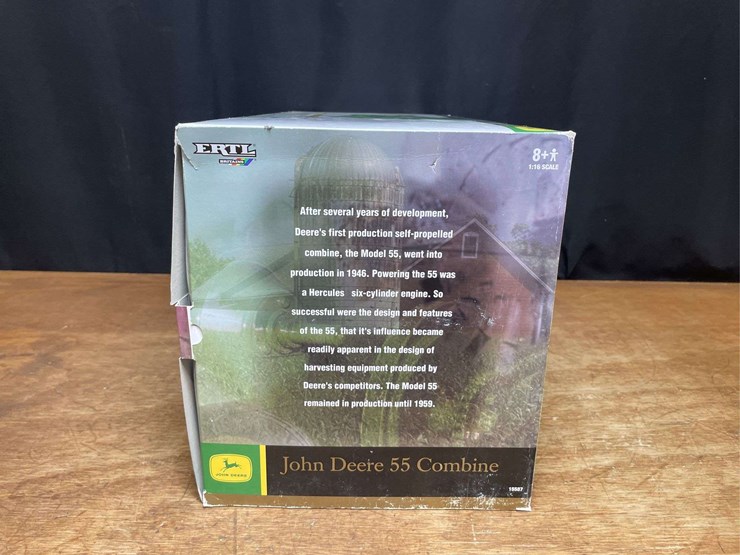 ERTL
BRITAINS
8+
1:16 SCALE
After several years of development,
Deere's first production self-propelled
combine, the Model 55, went into
production in 1946. Powering the 55 was
a Hercules six-cylinder engine. So
successful were the design and features
of the 55, that it's influence became
readily apparent in the design of
harvesting equipment produced by
Deere's competitors. The Model 55
remained in production until 1959.
JOHN DEERE
John Deere 55 Combine